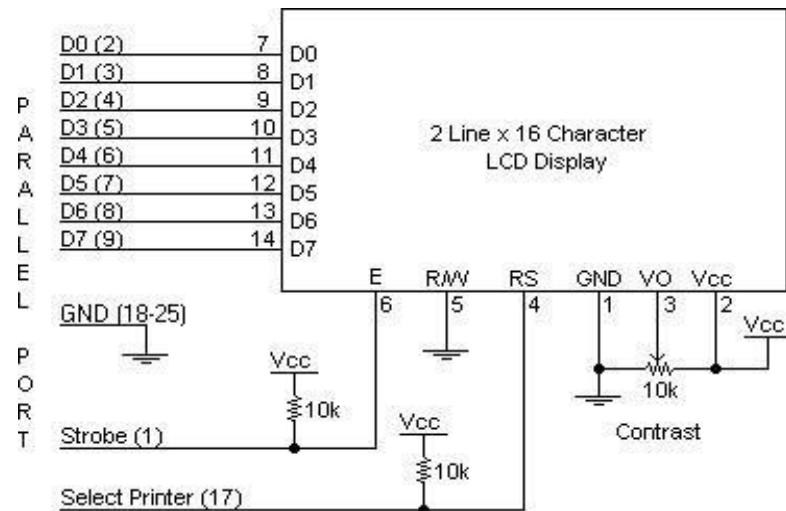 PARALLEL PORT
D0 (2) 7 D0
D1 (3) 8 D1
D2 (4) 9 D2
D3 (5) 10 D3
D4 (6) 11 D4
D5 (7) 12 D5
D6 (8) 13 D6
D7 (9) 14 D7
2 Line x 16 Character
LCD Display
E R/W RS GND VO Vcc
6 5 4 1 3 2
GND (18-25)
Vcc
10k
Contrast
Vcc
10k
Strobe (1)
Vcc
10k
Select Printer (17)